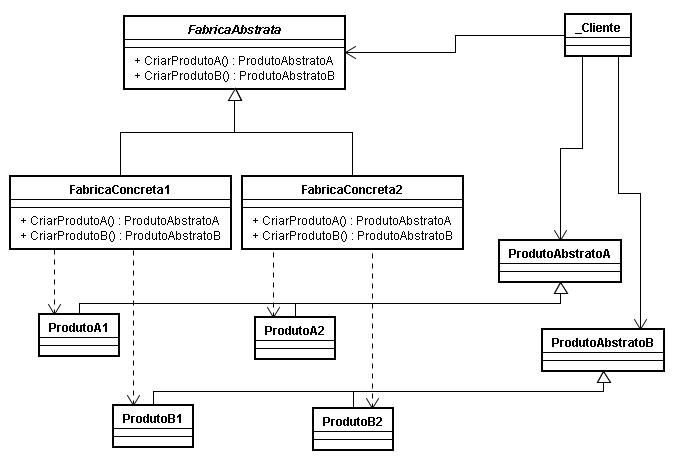 FabricaAbstrata
+ CriarProdutoA() : ProdutoAbstratoA
+ CriarProdutoB() : ProdutoAbstratoB
_Cliente
FabricaConcreta1
+ CriarProdutoA() : ProdutoAbstratoA
+ CriarProdutoB() : ProdutoAbstratoB
FabricaConcreta2
+ CriarProdutoA() : ProdutoAbstratoA
+ CriarProdutoB() : ProdutoAbstratoB
ProdutoAbstratoA
ProdutoA1
ProdutoA2
ProdutoAbstratoB
ProdutoB1
ProdutoB2